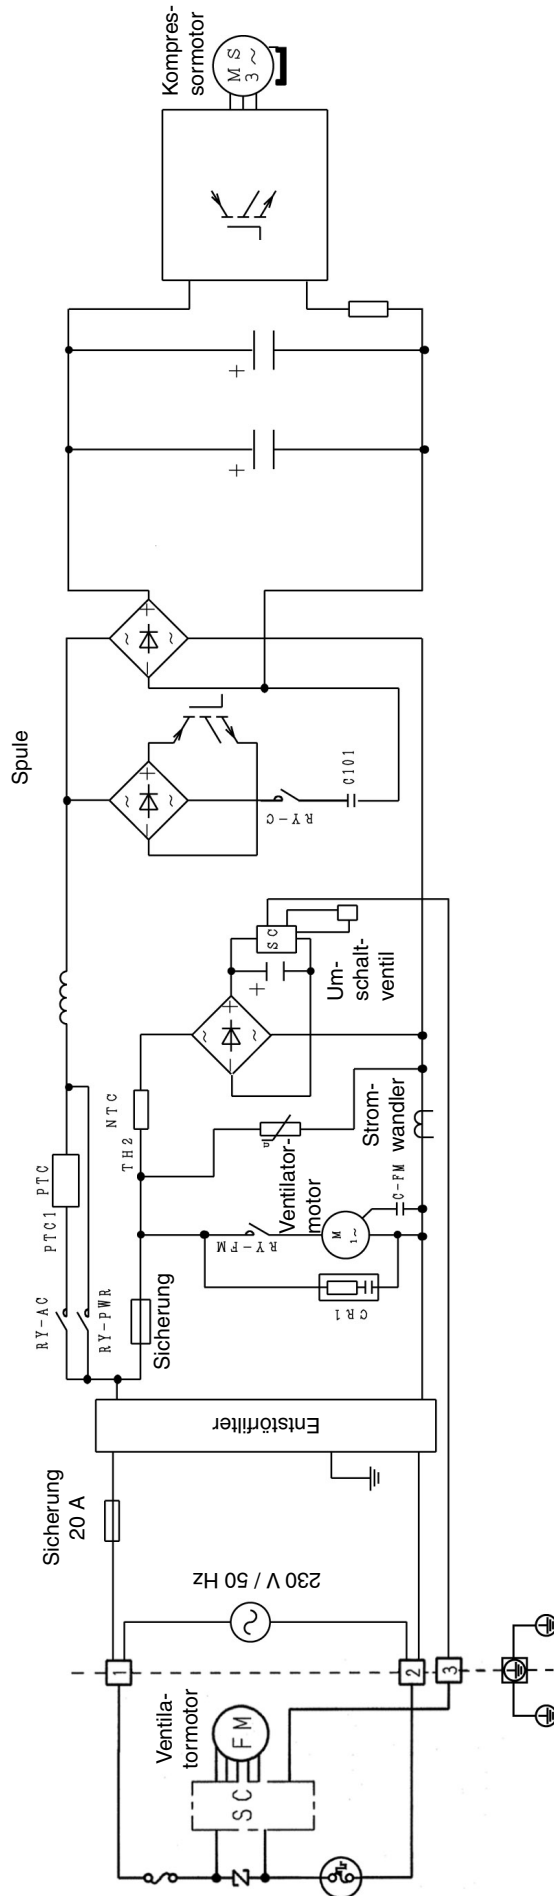 Kompres-
sormotor
M S
3 ~
+
+
Spule
~ + - ~
~ + - ~
RY-C
C101
SC
+
Um-
schalt-
ventil
~ + - ~
PTC1 PTC
TH2 NTC
u
Strom-
wandler
RY-AC
RY-PWR
Sicherung
RY-FM
Ventilator-
motor
M
1~
C-FM
CR1
Entstörfilter
Sicherung
20 A
230 V / 50 Hz
1
2
3
Ventila-
tormotor
FM
SC